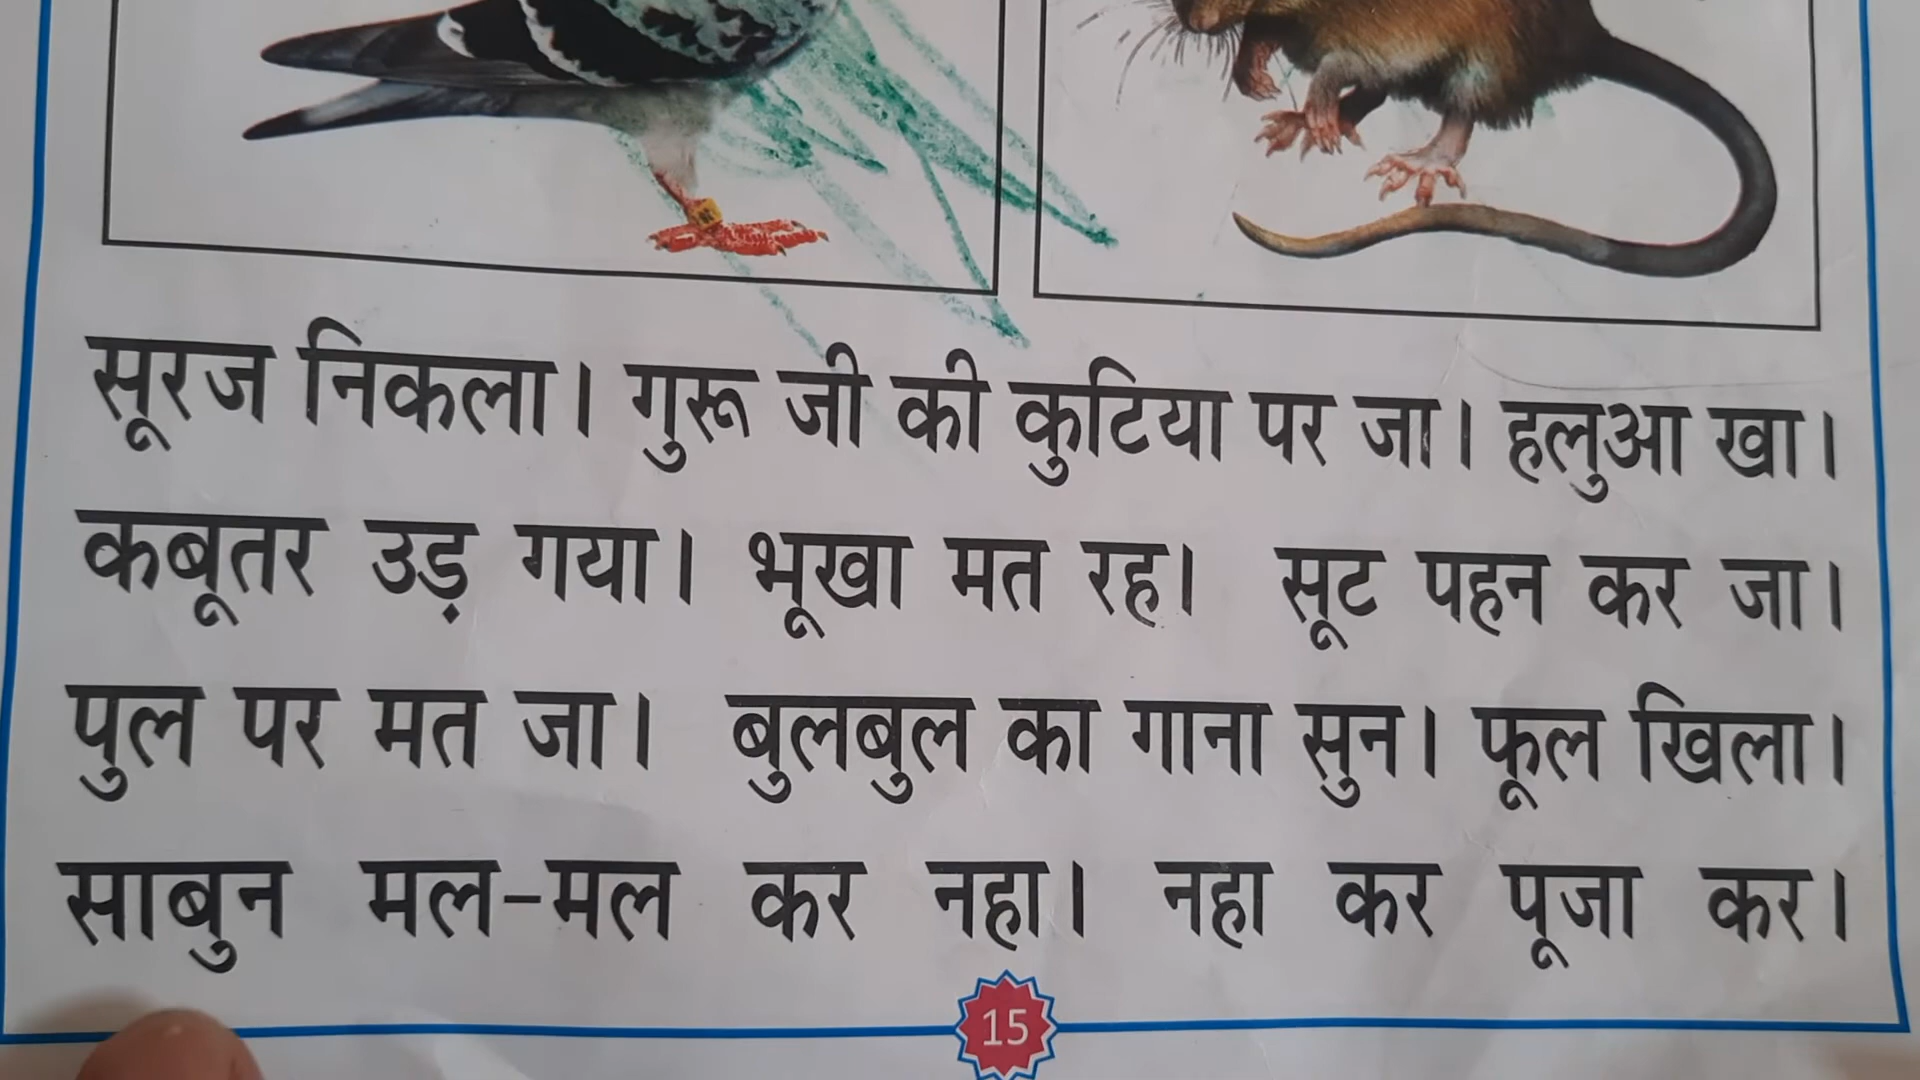 सूरज निकला। गुरू जी की कुटिया पर जा। हलुआ खा।
कबूतर उड़ गया। भूखा मत रह। सूट पहन कर जा।
पुल पर मत जा। बुलबुल का गाना सुन। फूल खिला।
साबुन मल-मल कर नहा। नहा कर पूजा कर।
15